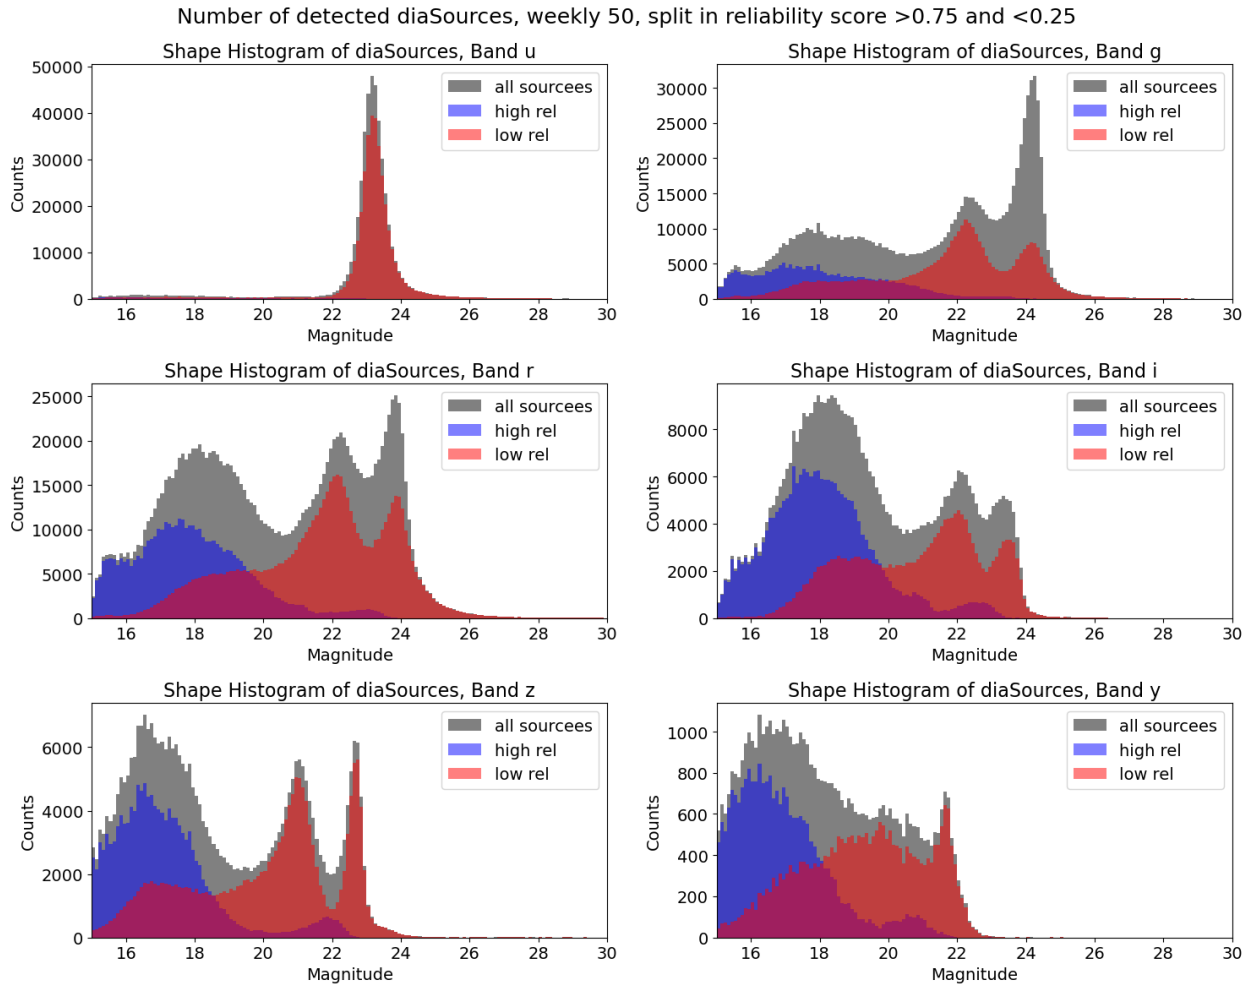 Number of detected diaSources, weekly 50, split in reliability score >0.75 and <0.25
Shape Histogram of diaSources, Band u
50000
40000
30000
20000
10000
0
Counts
16 18 20 22 24 26 28 30
Magnitude
all sourcees
high rel
low rel
Shape Histogram of diaSources, Band g
30000
25000
20000
15000
10000
5000
0
Counts
16 18 20 22 24 26 28 30
Magnitude
all sourcees
high rel
low rel
Shape Histogram of diaSources, Band r
25000
20000
15000
10000
5000
0
Counts
16 18 20 22 24 26 28 30
Magnitude
all sourcees
high rel
low rel
Shape Histogram of diaSources, Band i
8000
6000
4000
2000
0
Counts
16 18 20 22 24 26 28 30
Magnitude
all sourcees
high rel
low rel
Shape Histogram of diaSources, Band z
6000
4000
2000
0
Counts
16 18 20 22 24 26 28 30
Magnitude
all sourcees
high rel
low rel
Shape Histogram of diaSources, Band y
1000
800
600
400
200
0
Counts
16 18 20 22 24 26 28 30
Magnitude
all sourcees
high rel
low rel